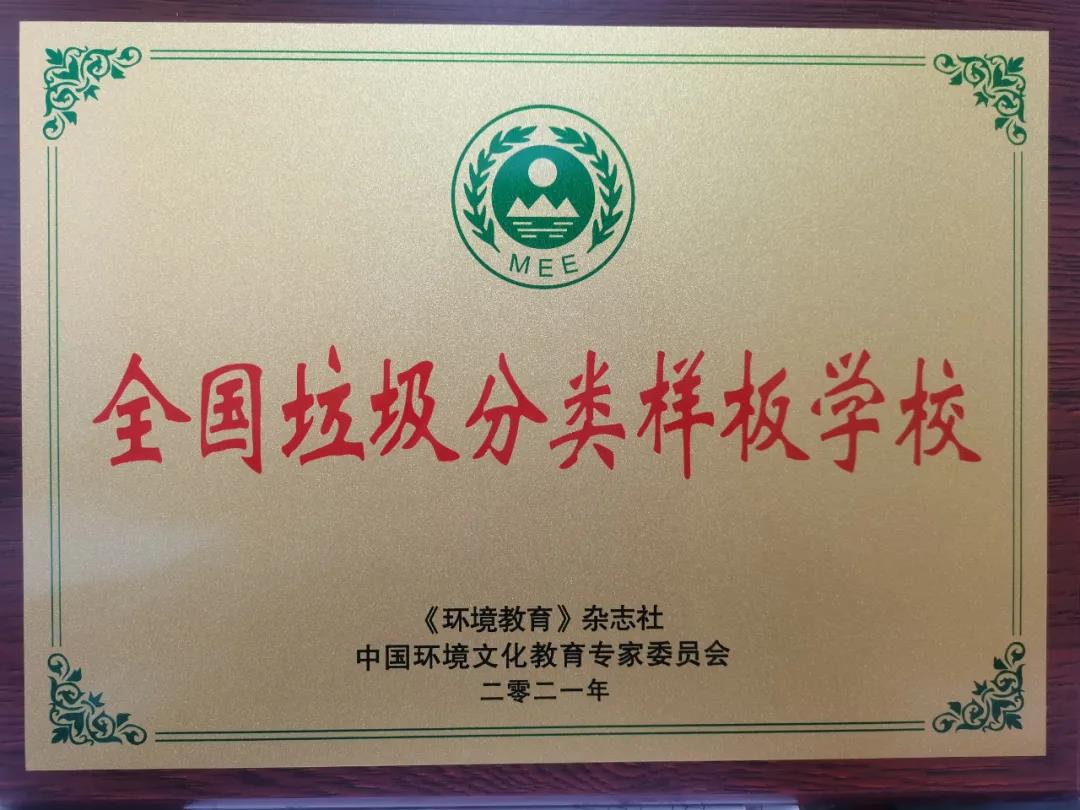 MEE
全国垃圾分类样板学校
《环境教育》杂志社
中国环境文化教育专家委员会
二零二一年